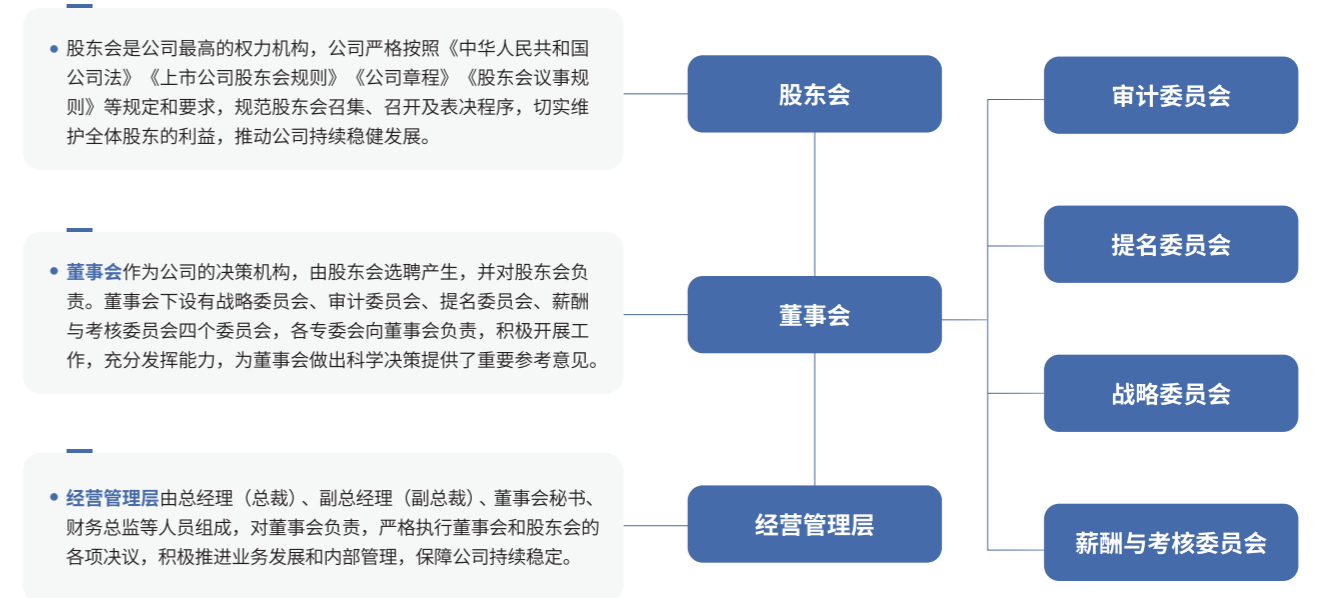 股东会是公司最高的权力机构，公司严格按照《中华人民共和国
公司法》《上市公司股东会规则》《公司章程》《股东会议事规
则》等规定和要求，规范股东会召集、召开及表决程序，切实维
护全体股东的利益，推动公司持续稳健发展。
股东会
审计委员会
提名委员会
董事会作为公司的决策机构，由股东会选聘产生，并对股东会负
责。董事会下设有战略委员会、审计委员会、提名委员会、薪酬
与考核委员会四个委员会，各专委会向董事会负责，积极开展工
作，充分发挥能力，为董事会做出科学决策提供了重要参考意见。
董事会
战略委员会
经营管理层由总经理（总裁）、副总经理（副总裁）、董事会秘书、
财务总监等人员组成，对董事会负责，严格执行董事会和股东会的
各项决议，积极推进业务发展和内部管理，保障公司持续稳定。
经营管理层
薪酬与考核委员会